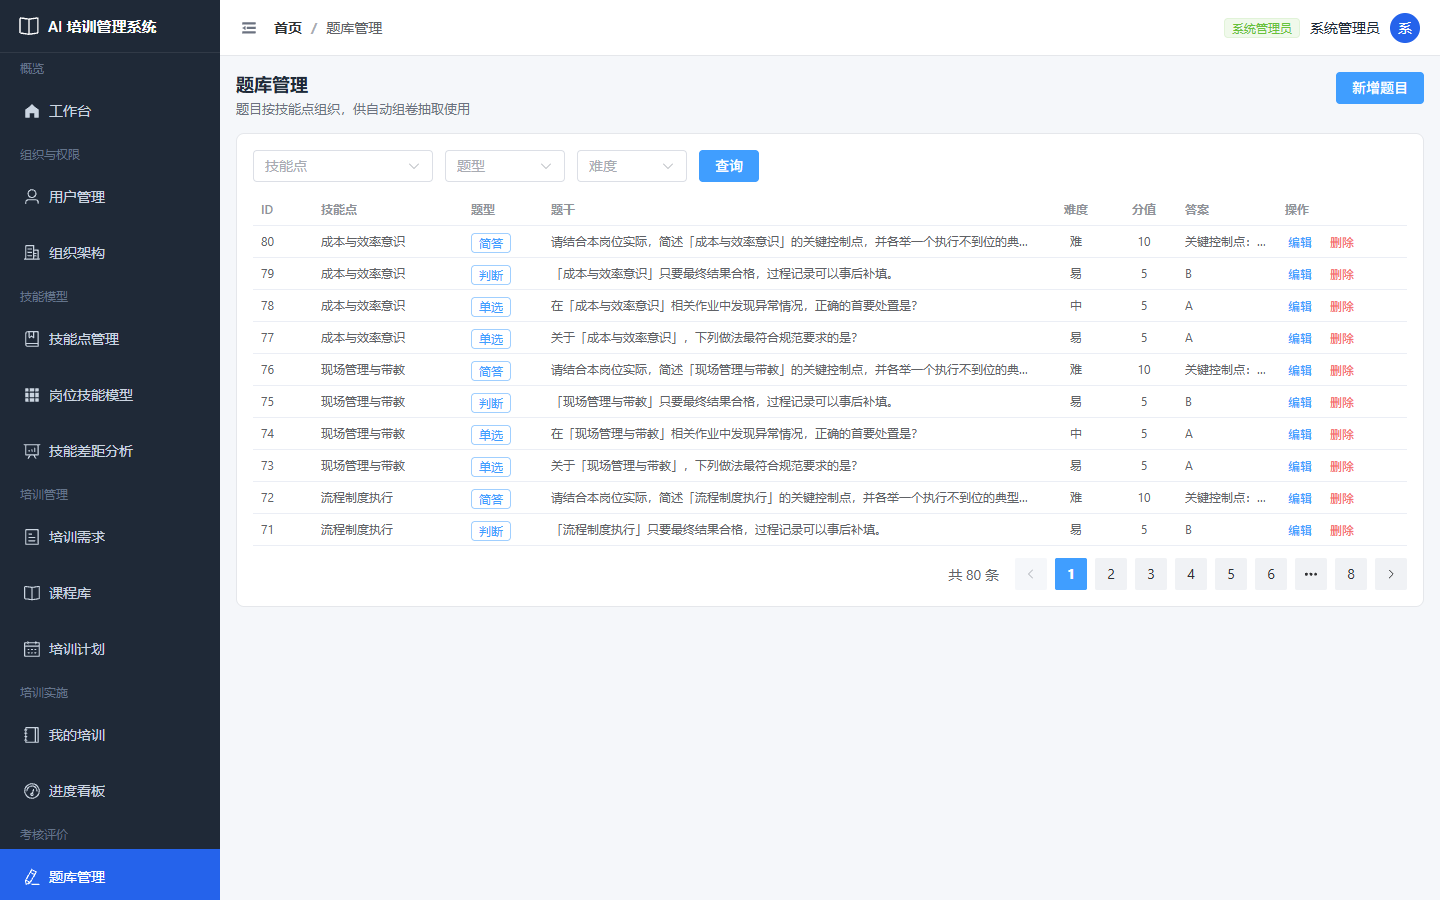 AI 培训管理系统
首页 / 题库管理
系统管理员 系统管理员 系
概览
工作台
组织与权限
用户管理
组织架构
技能模型
技能点管理
岗位技能模型
技能差距分析
培训管理
培训需求
课程库
培训计划
培训实施
我的培训
进度看板
考核评价
题库管理
题库管理
题目按技能点组织，供自动组卷抽取使用
新增题目
技能点 题型 难度 查询
ID 技能点 题型 题干 难度 分值 答案 操作
80 成本与效率意识 简答 请结合本岗位实际，简述「成本与效率意识」的关键控制点，并各举一个执行不到位的典... 难 10 关键控制点：... 编辑 删除
79 成本与效率意识 判断 「成本与效率意识」只要最终结果合格，过程记录可以事后补填。 易 5 B 编辑 删除
78 成本与效率意识 单选 在「成本与效率意识」相关作业中发现异常情况，正确的首要处置是？ 中 5 A 编辑 删除
77 成本与效率意识 单选 关于「成本与效率意识」，下列做法最符合规范要求的是？ 易 5 A 编辑 删除
76 现场管理与带教 简答 请结合本岗位实际，简述「现场管理与带教」的关键控制点，并各举一个执行不到位的典... 难 10 关键控制点：... 编辑 删除
75 现场管理与带教 判断 「现场管理与带教」只要最终结果合格，过程记录可以事后补填。 易 5 B 编辑 删除
74 现场管理与带教 单选 在「现场管理与带教」相关作业中发现异常情况，正确的首要处置是？ 中 5 A 编辑 删除
73 现场管理与带教 单选 关于「现场管理与带教」，下列做法最符合规范要求的是？ 易 5 A 编辑 删除
72 流程制度执行 简答 请结合本岗位实际，简述「流程制度执行」的关键控制点，并各举一个执行不到位的典型... 难 10 关键控制点：... 编辑 删除
71 流程制度执行 判断 「流程制度执行」只要最终结果合格，过程记录可以事后补填。 易 5 B 编辑 删除
共 80 条 1 2 3 4 5 6 ••• 8